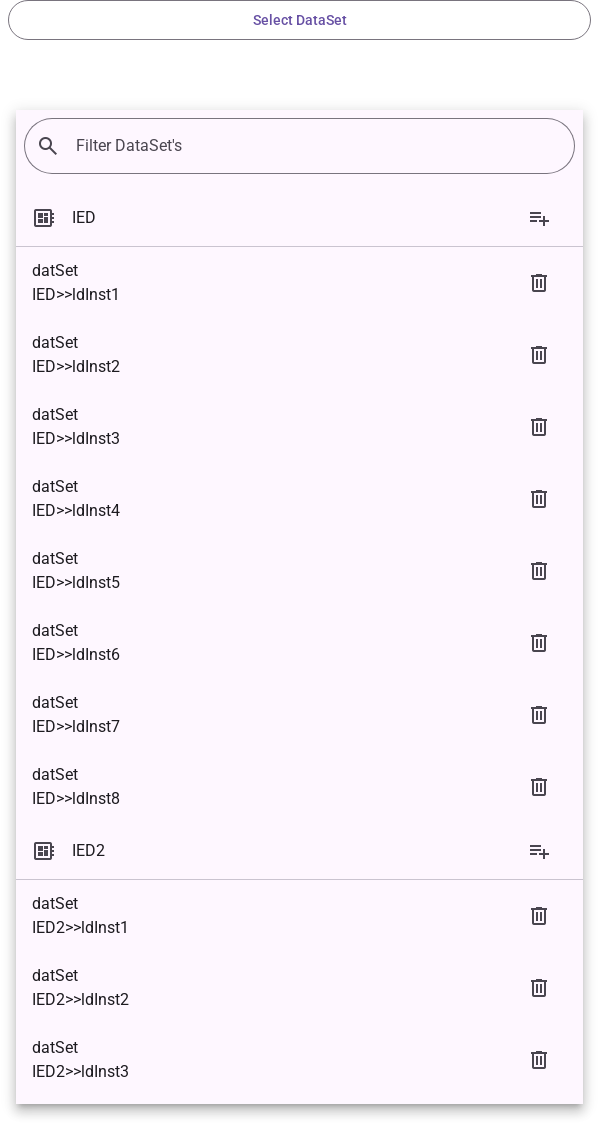 Select DataSet
Filter DataSet's
IED
datSet
IED>>ldInst1
datSet
IED>>ldInst2
datSet
IED>>ldInst3
datSet
IED>>ldInst4
datSet
IED>>ldInst5
datSet
IED>>ldInst6
datSet
IED>>ldInst7
datSet
IED>>ldInst8
IED2
datSet
IED2>>ldInst1
datSet
IED2>>ldInst2
datSet
IED2>>ldInst3